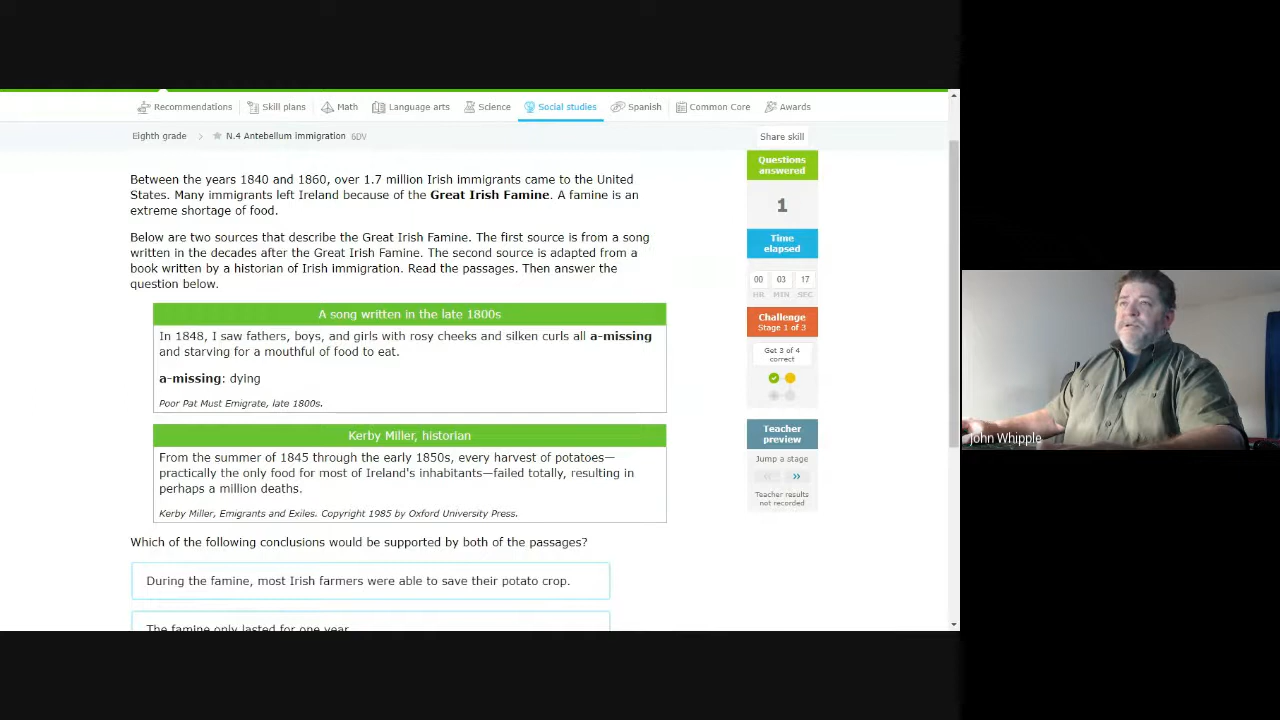 Recommendations Skill plans Math Language arts Science Social studies Spanish Common Core Awards
Eighth grade > N.4 Antebellum immigration 6DV
Share skill
Between the years 1840 and 1860, over 1.7 million Irish immigrants came to the United
States. Many immigrants left Ireland because of the Great Irish Famine. A famine is an
extreme shortage of food.
Below are two sources that describe the Great Irish Famine. The first source is from a song
written in the decades after the Great Irish Famine. The second source is adapted from a
book written by a historian of Irish immigration. Read the passages. Then answer the
question below.
A song written in the late 1800s
In 1848, I saw fathers, boys, and girls with rosy cheeks and silken curls all a-missing
and starving for a mouthful of food to eat.
a-missing: dying
Poor Pat Must Emigrate, late 1800s.
Kerby Miller, historian
From the summer of 1845 through the early 1850s, every harvest of potatoes—
practically the only food for most of Ireland's inhabitants—failed totally, resulting in
perhaps a million deaths.
Kerby Miller, Emigrants and Exiles. Copyright 1985 by Oxford University Press.
Which of the following conclusions would be supported by both of the passages?
During the famine, most Irish farmers were able to save their potato crop.
The famine only lasted for one year.
Questions
answered
1
Time
elapsed
00 03 17
HR MIN SEC
Challenge
Stage 1 of 3
Get 3 of 4
correct
Teacher
preview
Jump a stage
Teacher results
not recorded
John Whipple